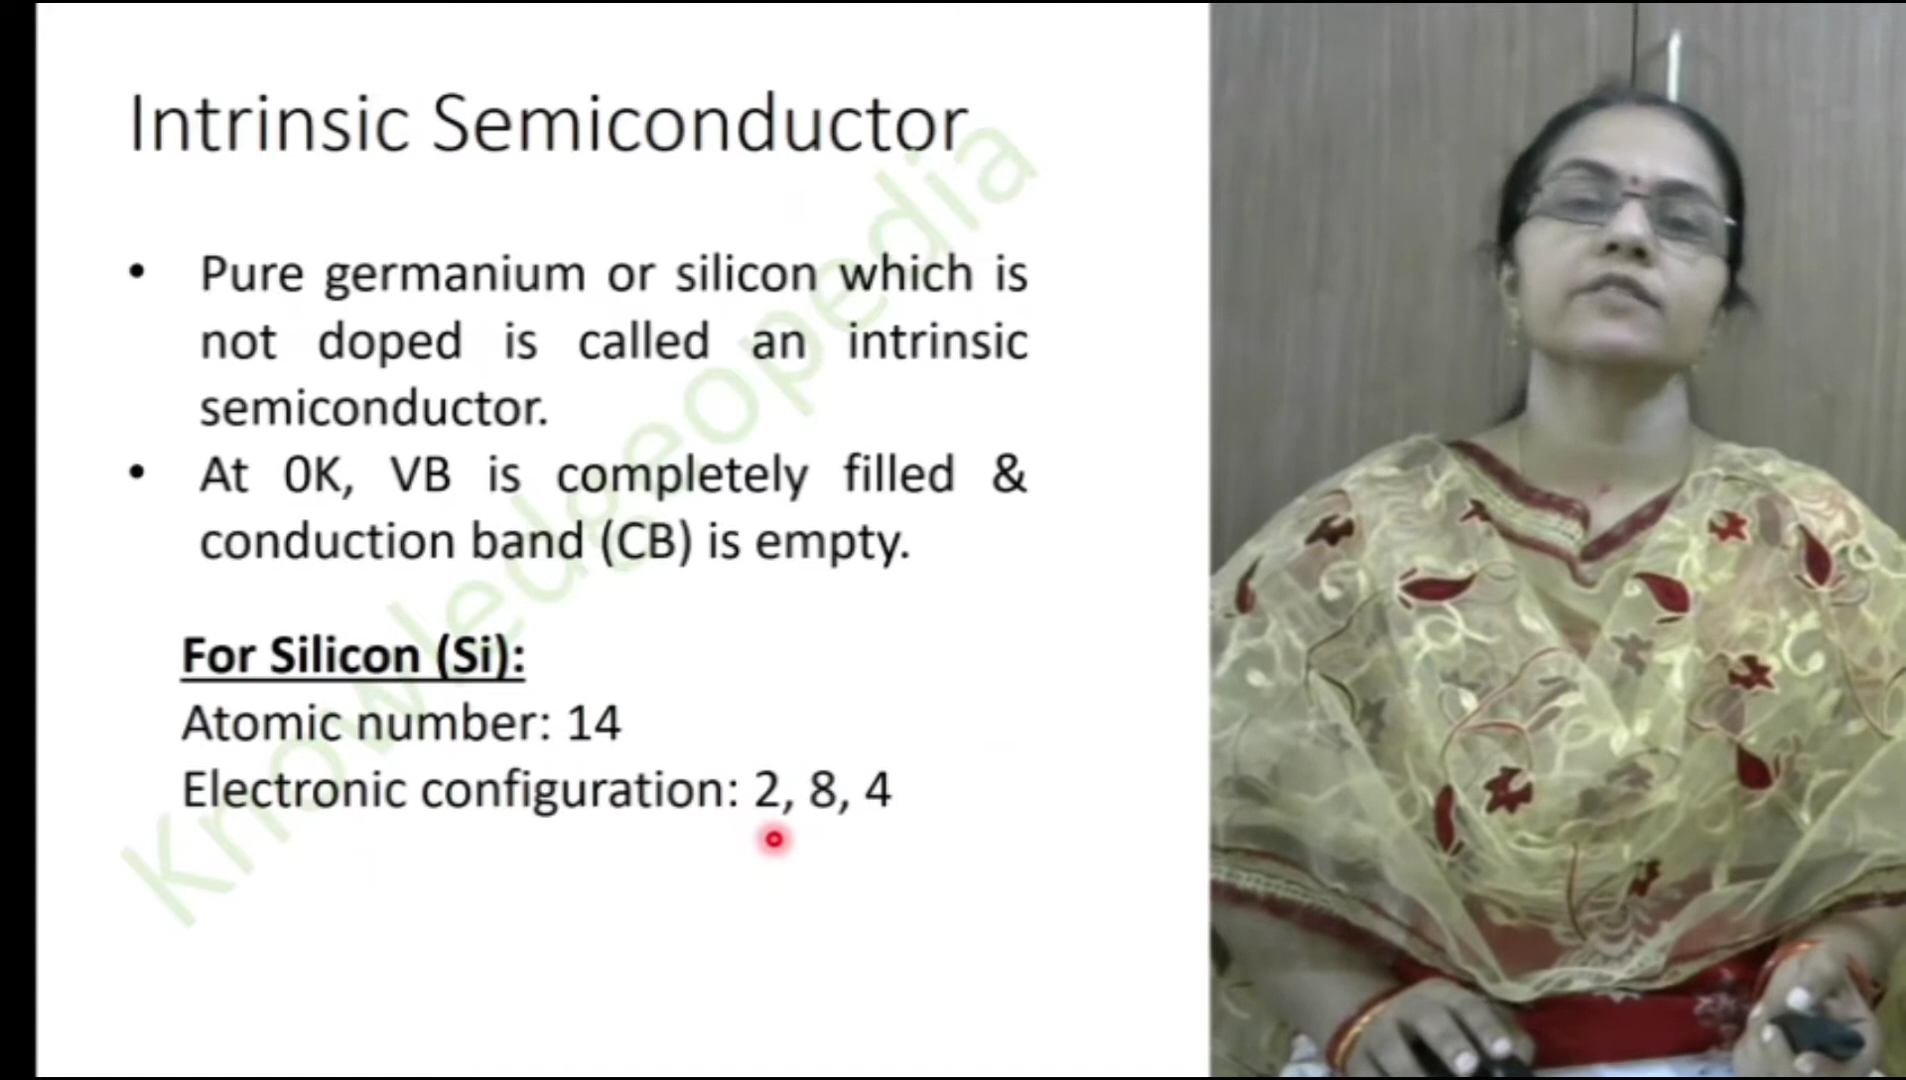 Intrinsic Semiconductor
• Pure germanium or silicon which is
not doped is called an intrinsic
semiconductor.
• At 0K, VB is completely filled &
conduction band (CB) is empty.
For Silicon (Si):
Atomic number: 14
Electronic configuration: 2, 8, 4
Knowledgeopedia